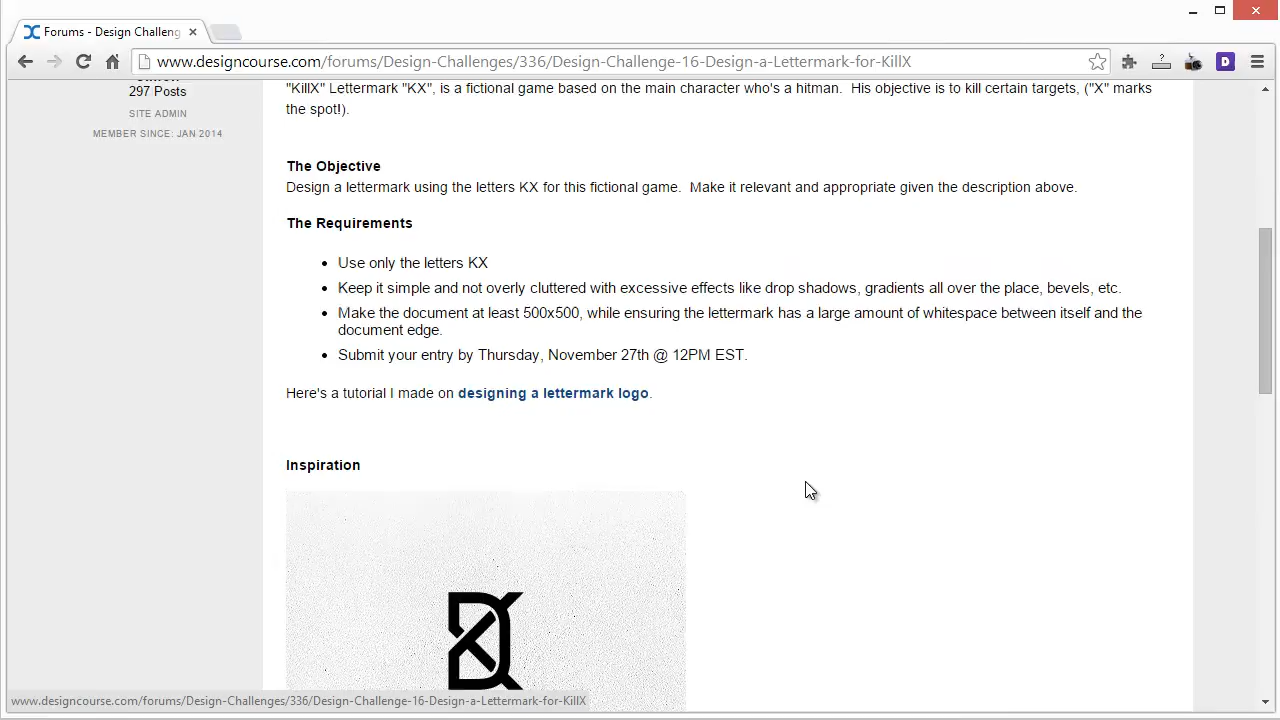 Forums - Design Challeng
www.designcourse.com/forums/Design-Challenges/336/Design-Challenge-16-Design-a-Lettermark-for-KillX
297 Posts
SITE ADMIN
MEMBER SINCE: JAN 2014
"KillX" Lettermark "KX", is a fictional game based on the main character who's a hitman.  His objective is to kill certain targets, ("X" marks
the spot!).
The Objective
Design a lettermark using the letters KX for this fictional game.  Make it relevant and appropriate given the description above.
The Requirements
• Use only the letters KX
• Keep it simple and not overly cluttered with excessive effects like drop shadows, gradients all over the place, bevels, etc.
• Make the document at least 500x500, while ensuring the lettermark has a large amount of whitespace between itself and the
document edge.
• Submit your entry by Thursday, November 27th @ 12PM EST.
Here's a tutorial I made on designing a lettermark logo.
Inspiration
www.designcourse.com/forums/Design-Challenges/336/Design-Challenge-16-Design-a-Lettermark-for-KillX